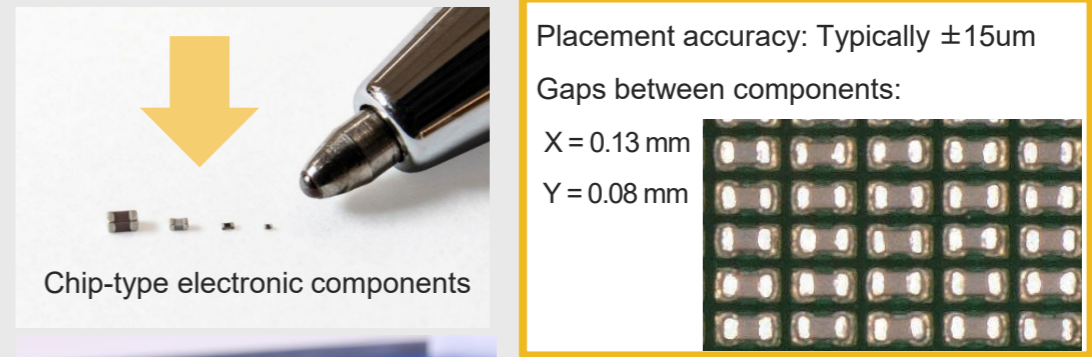 Chip-type electronic components
Placement accuracy: Typically ±15um
Gaps between components:
X = 0.13 mm
Y = 0.08 mm